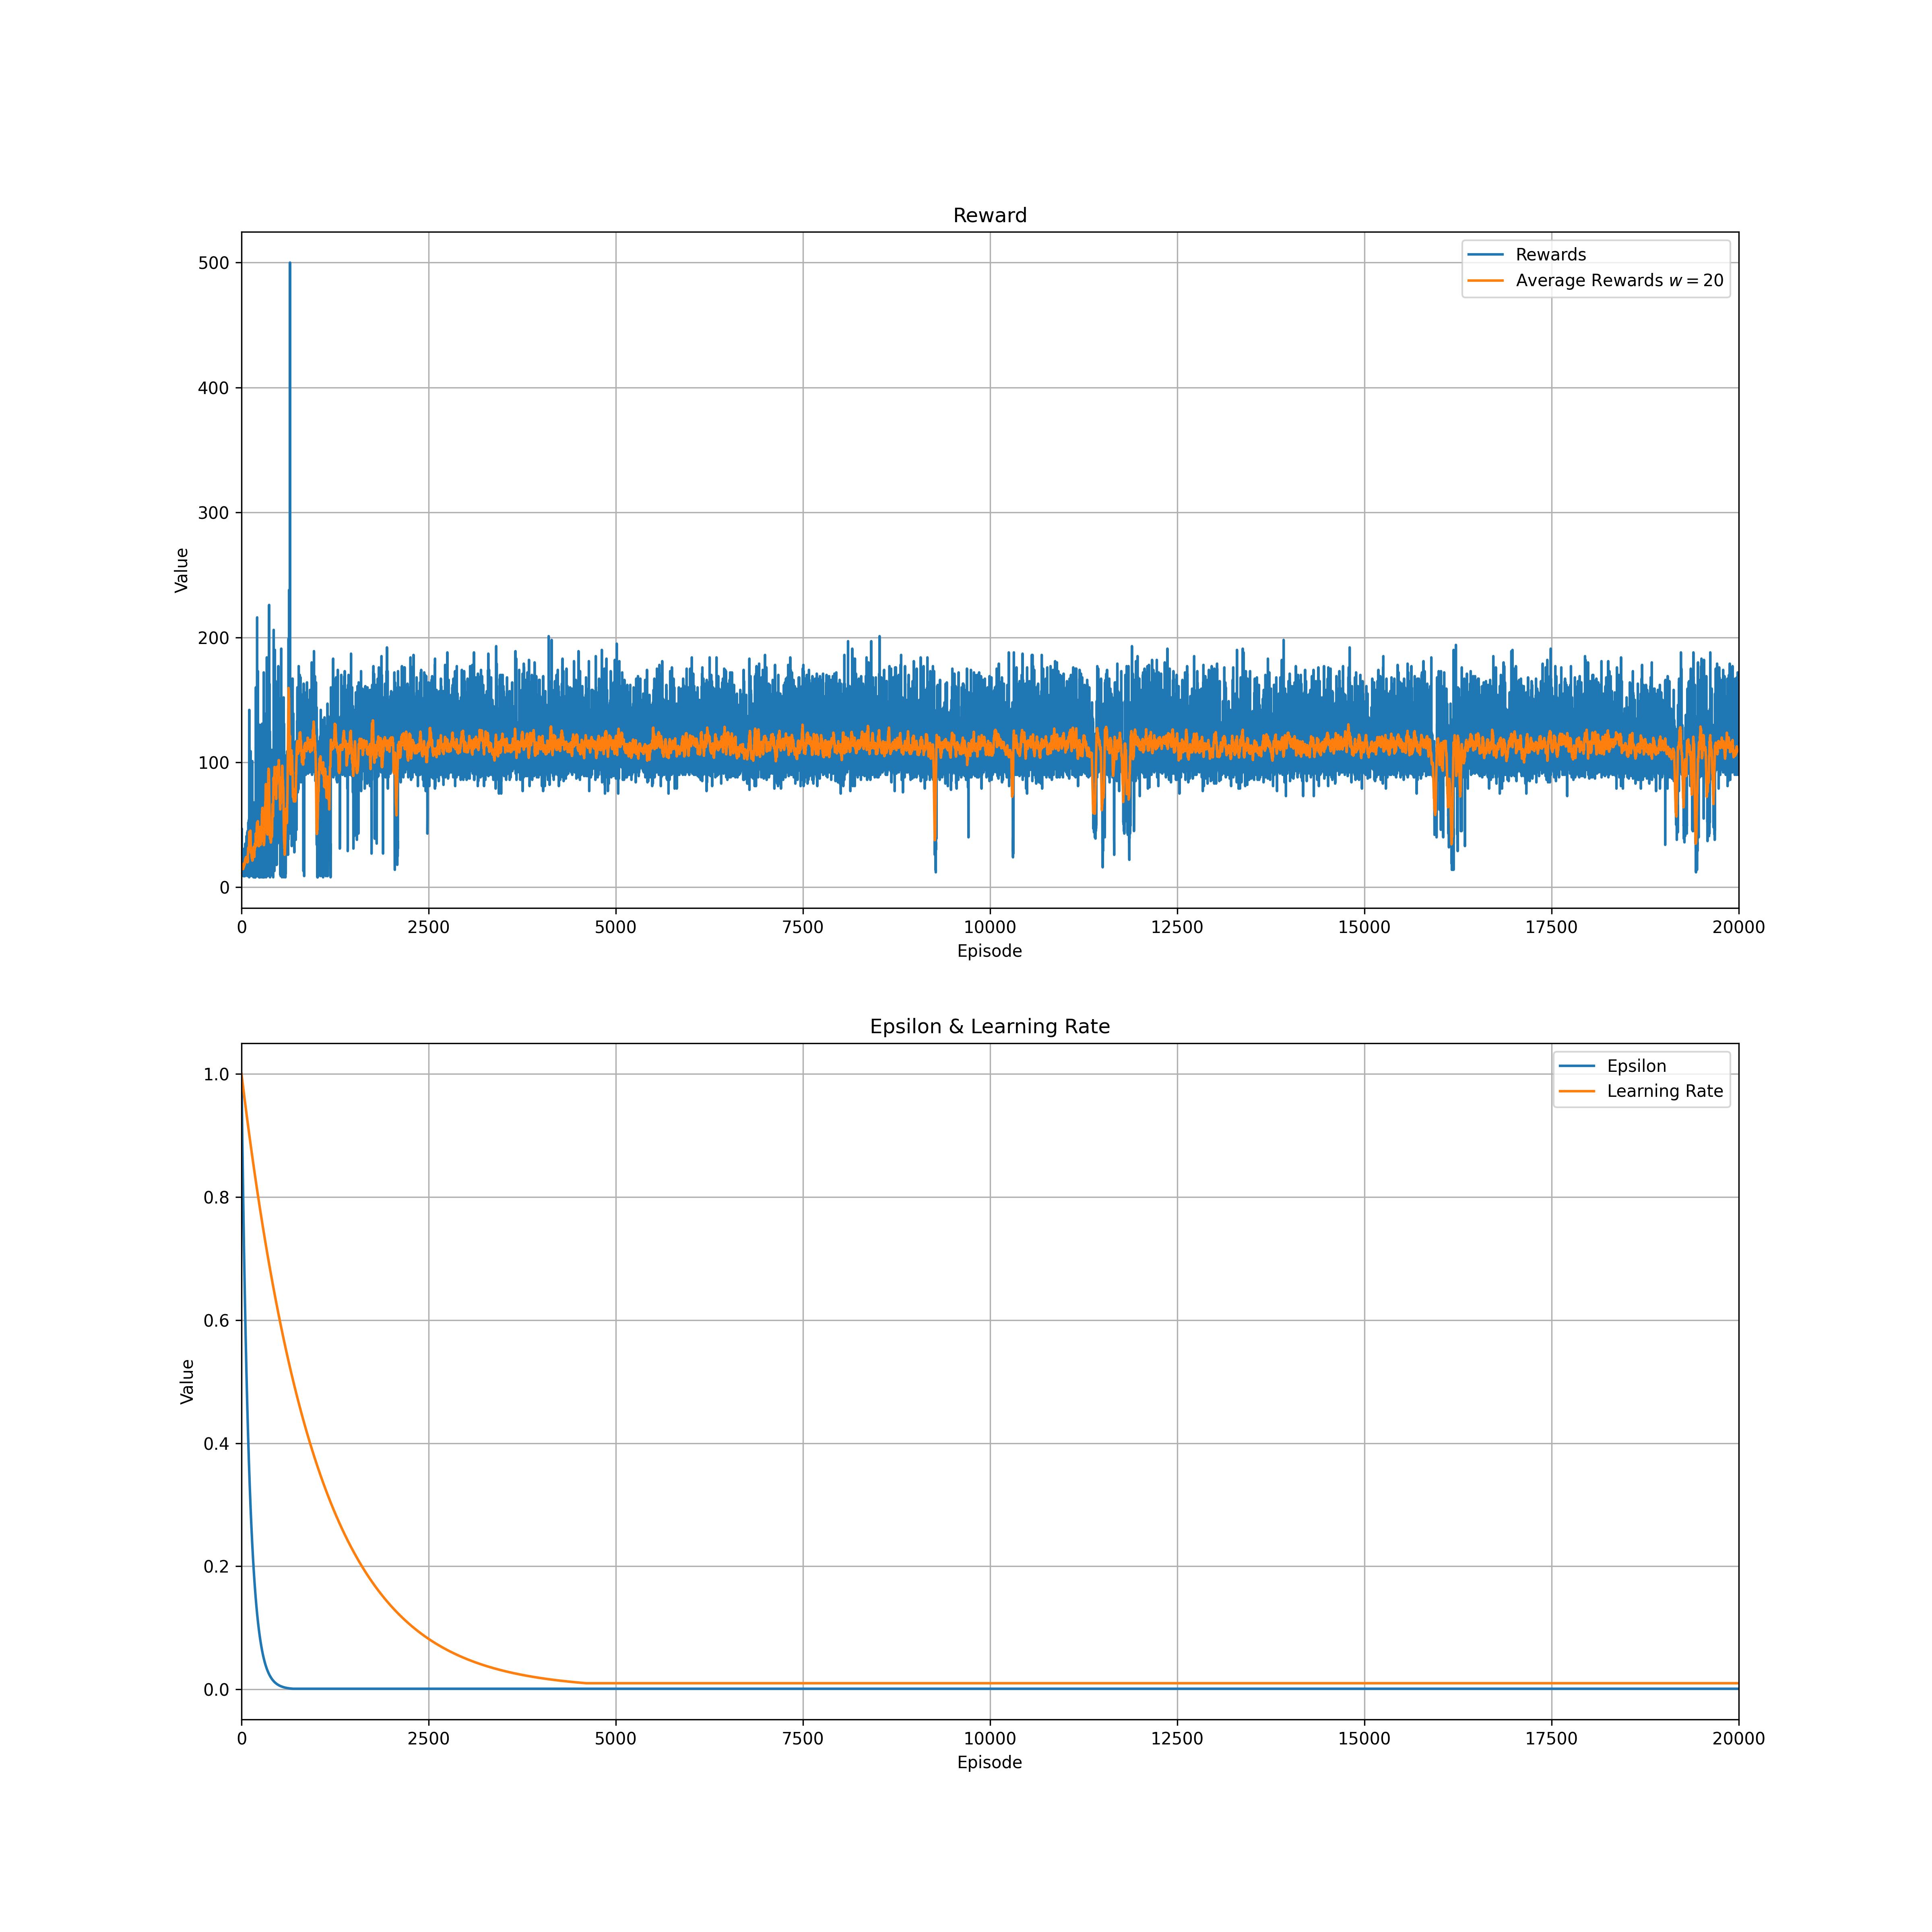 Reward
500
400
300
200
100
0
Value
Rewards
Average Rewards w = 20
0 2500 5000 7500 10000 12500 15000 17500 20000
Episode
Epsilon & Learning Rate
1.0
0.8
0.6
0.4
0.2
0.0
Value
Epsilon
Learning Rate
0 2500 5000 7500 10000 12500 15000 17500 20000
Episode